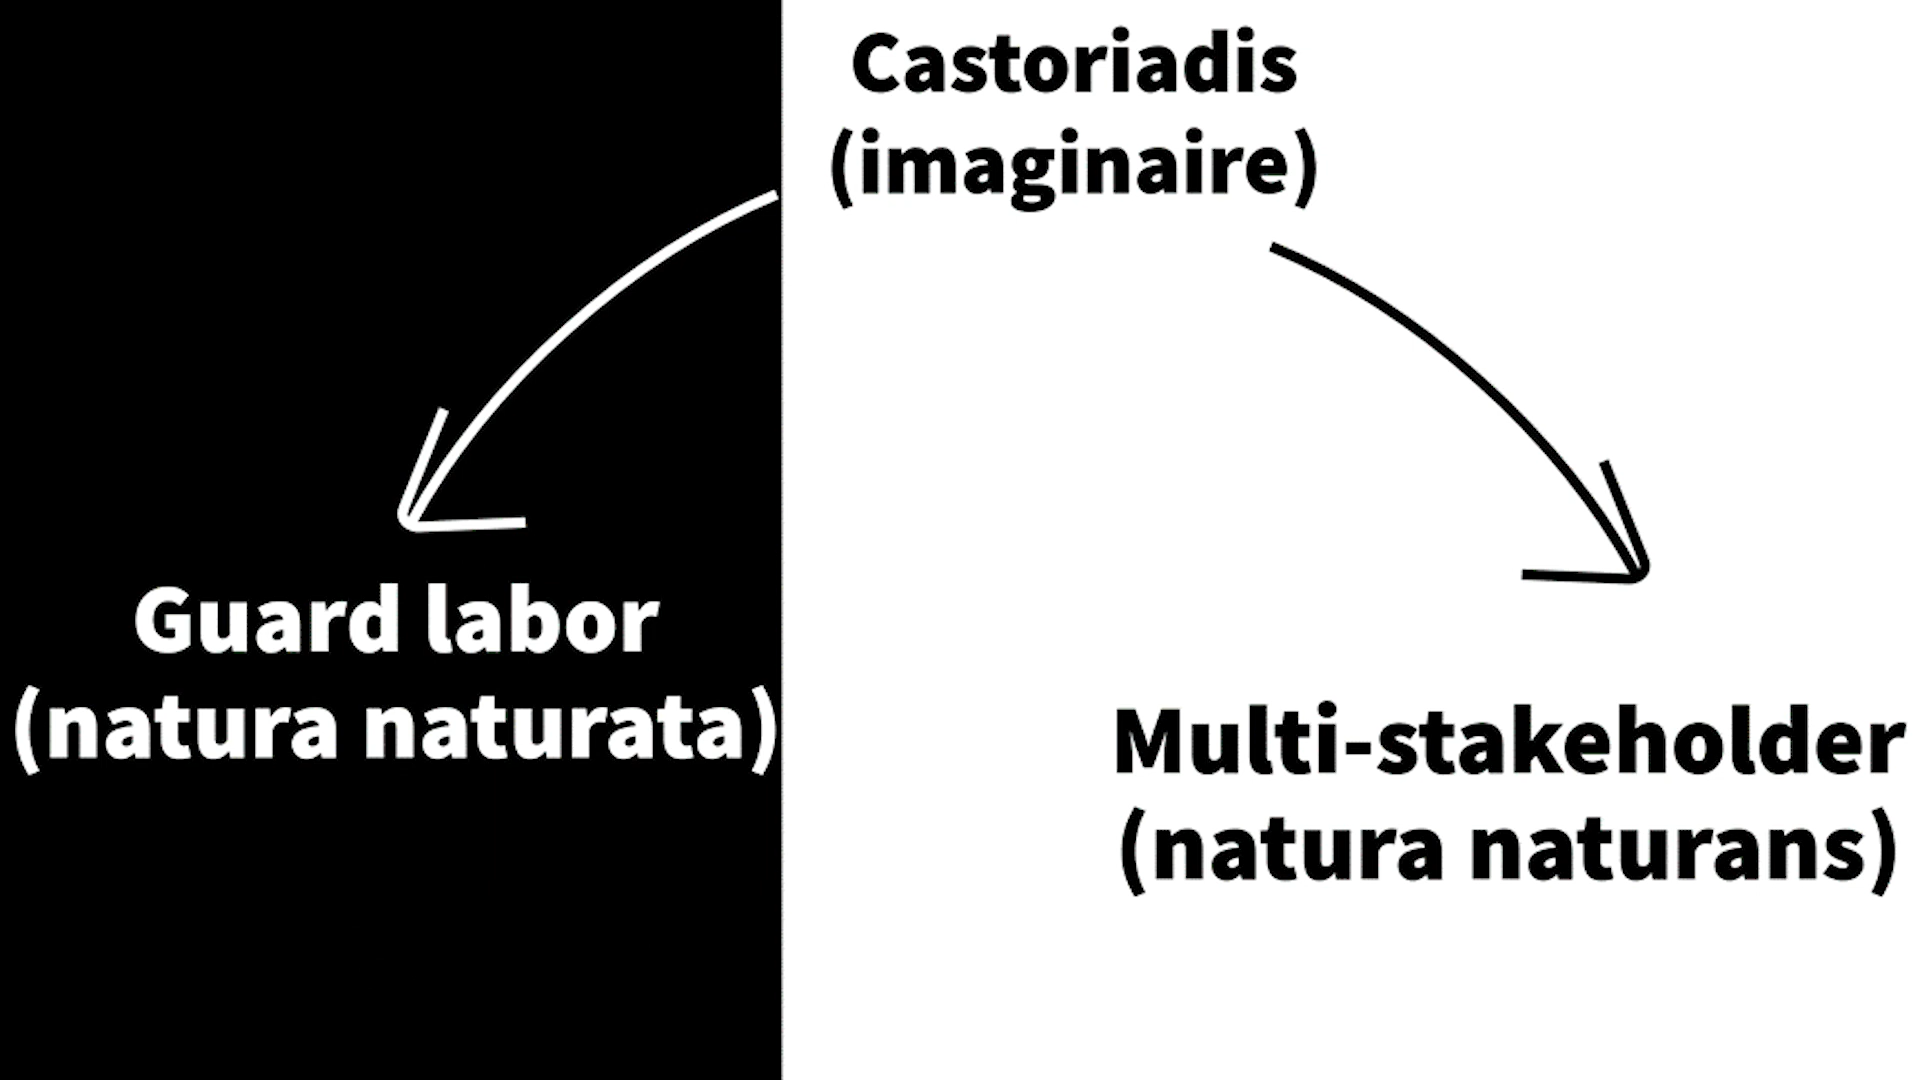 Castoriadis
(imaginaire)
Guard labor
(natura naturata)
Multi-stakeholder
(natura naturans)